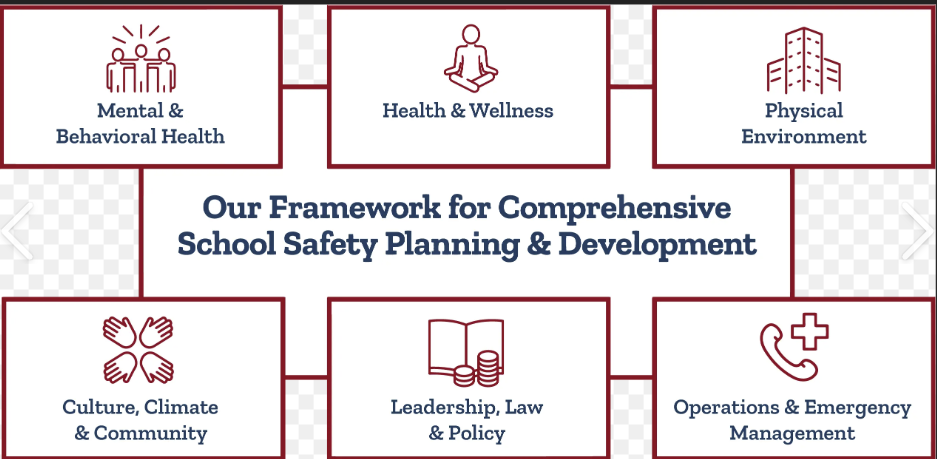 Mental &
Behavioral Health
Health & Wellness
Physical
Environment
Our Framework for Comprehensive
School Safety Planning & Development
Culture, Climate
& Community
Leadership, Law
& Policy
Operations & Emergency
Management